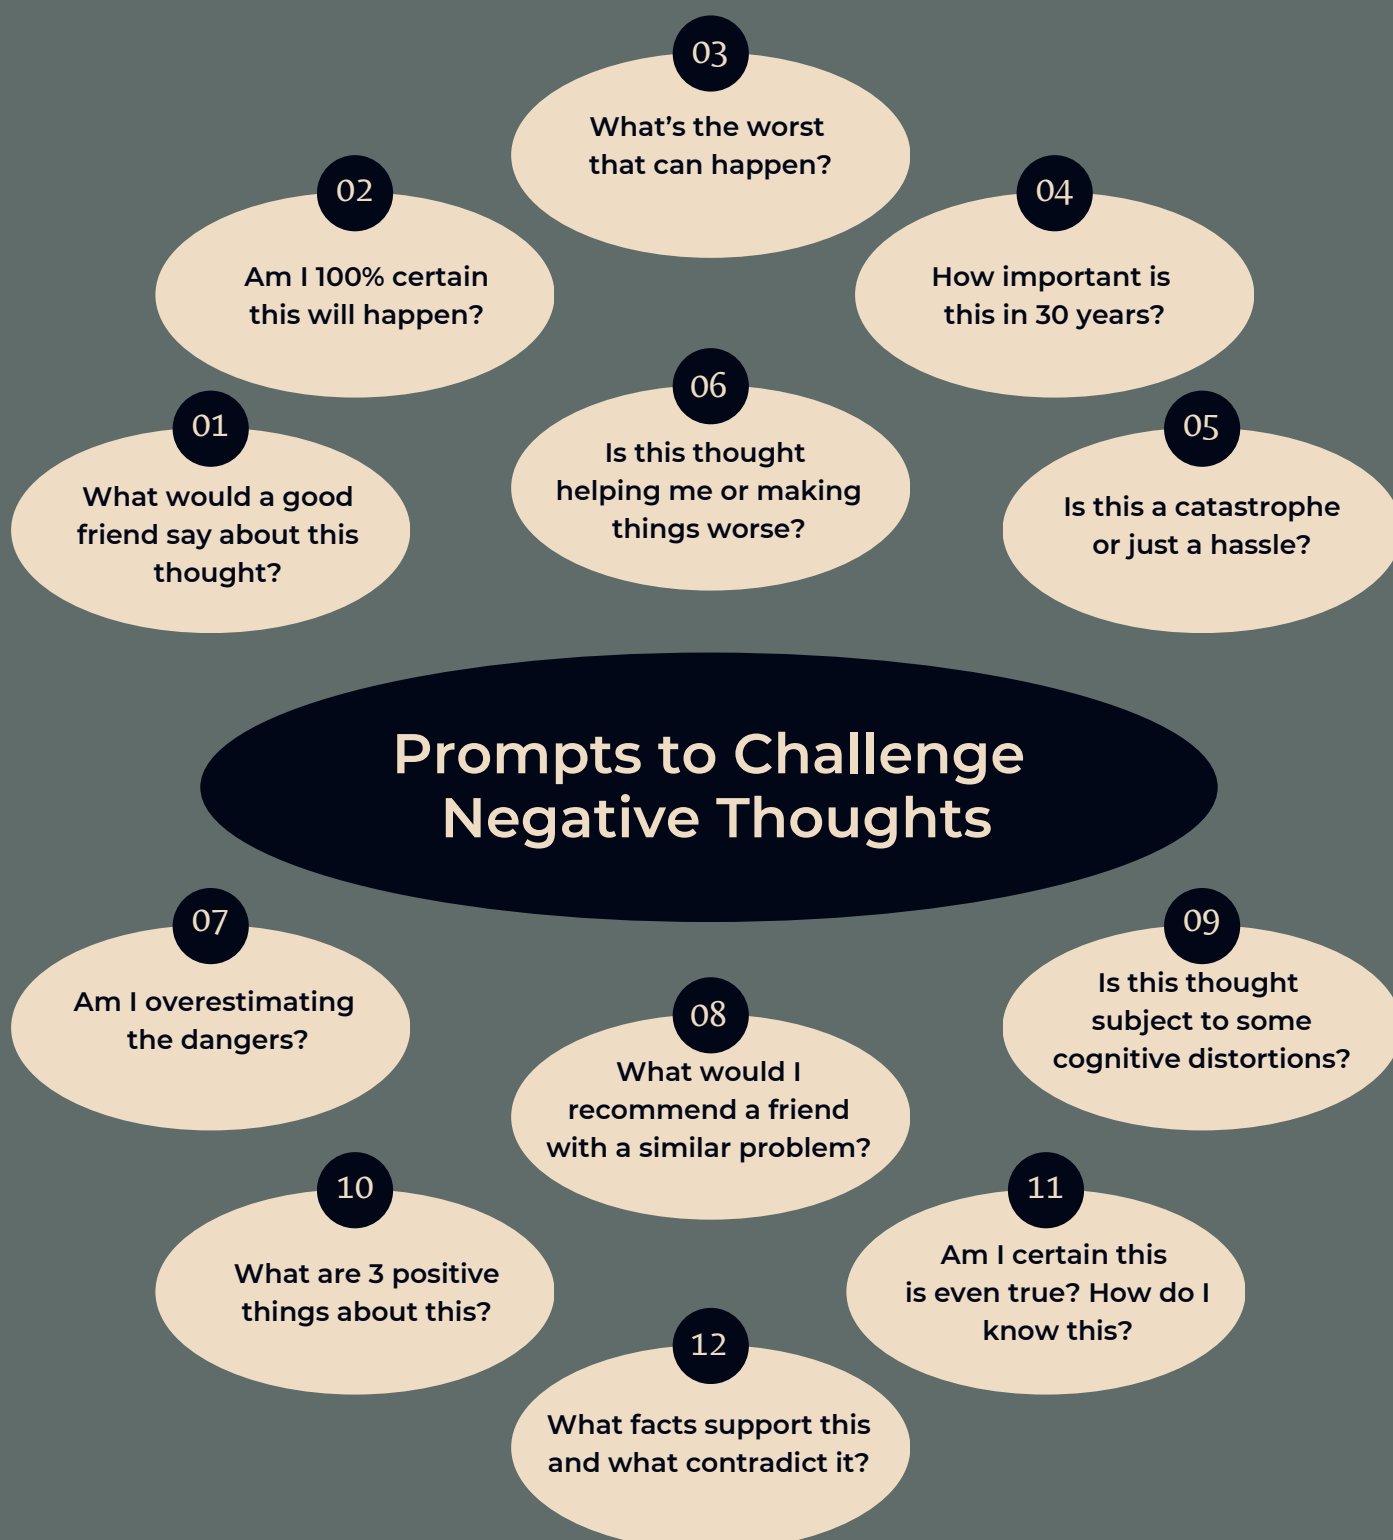 01
What would a good
friend say about this
thought?
02
Am I 100% certain
this will happen?
03
What’s the worst
that can happen?
04
How important is
this in 30 years?
05
Is this a catastrophe
or just a hassle?
06
Is this thought
helping me or making
things worse?
Prompts to Challenge
Negative Thoughts
07
Am I overestimating
the dangers?
08
What would I
recommend a friend
with a similar problem?
09
Is this thought
subject to some
cognitive distortions?
10
What are 3 positive
things about this?
11
Am I certain this
is even true? How do I
know this?
12
What facts support this
and what contradict it?